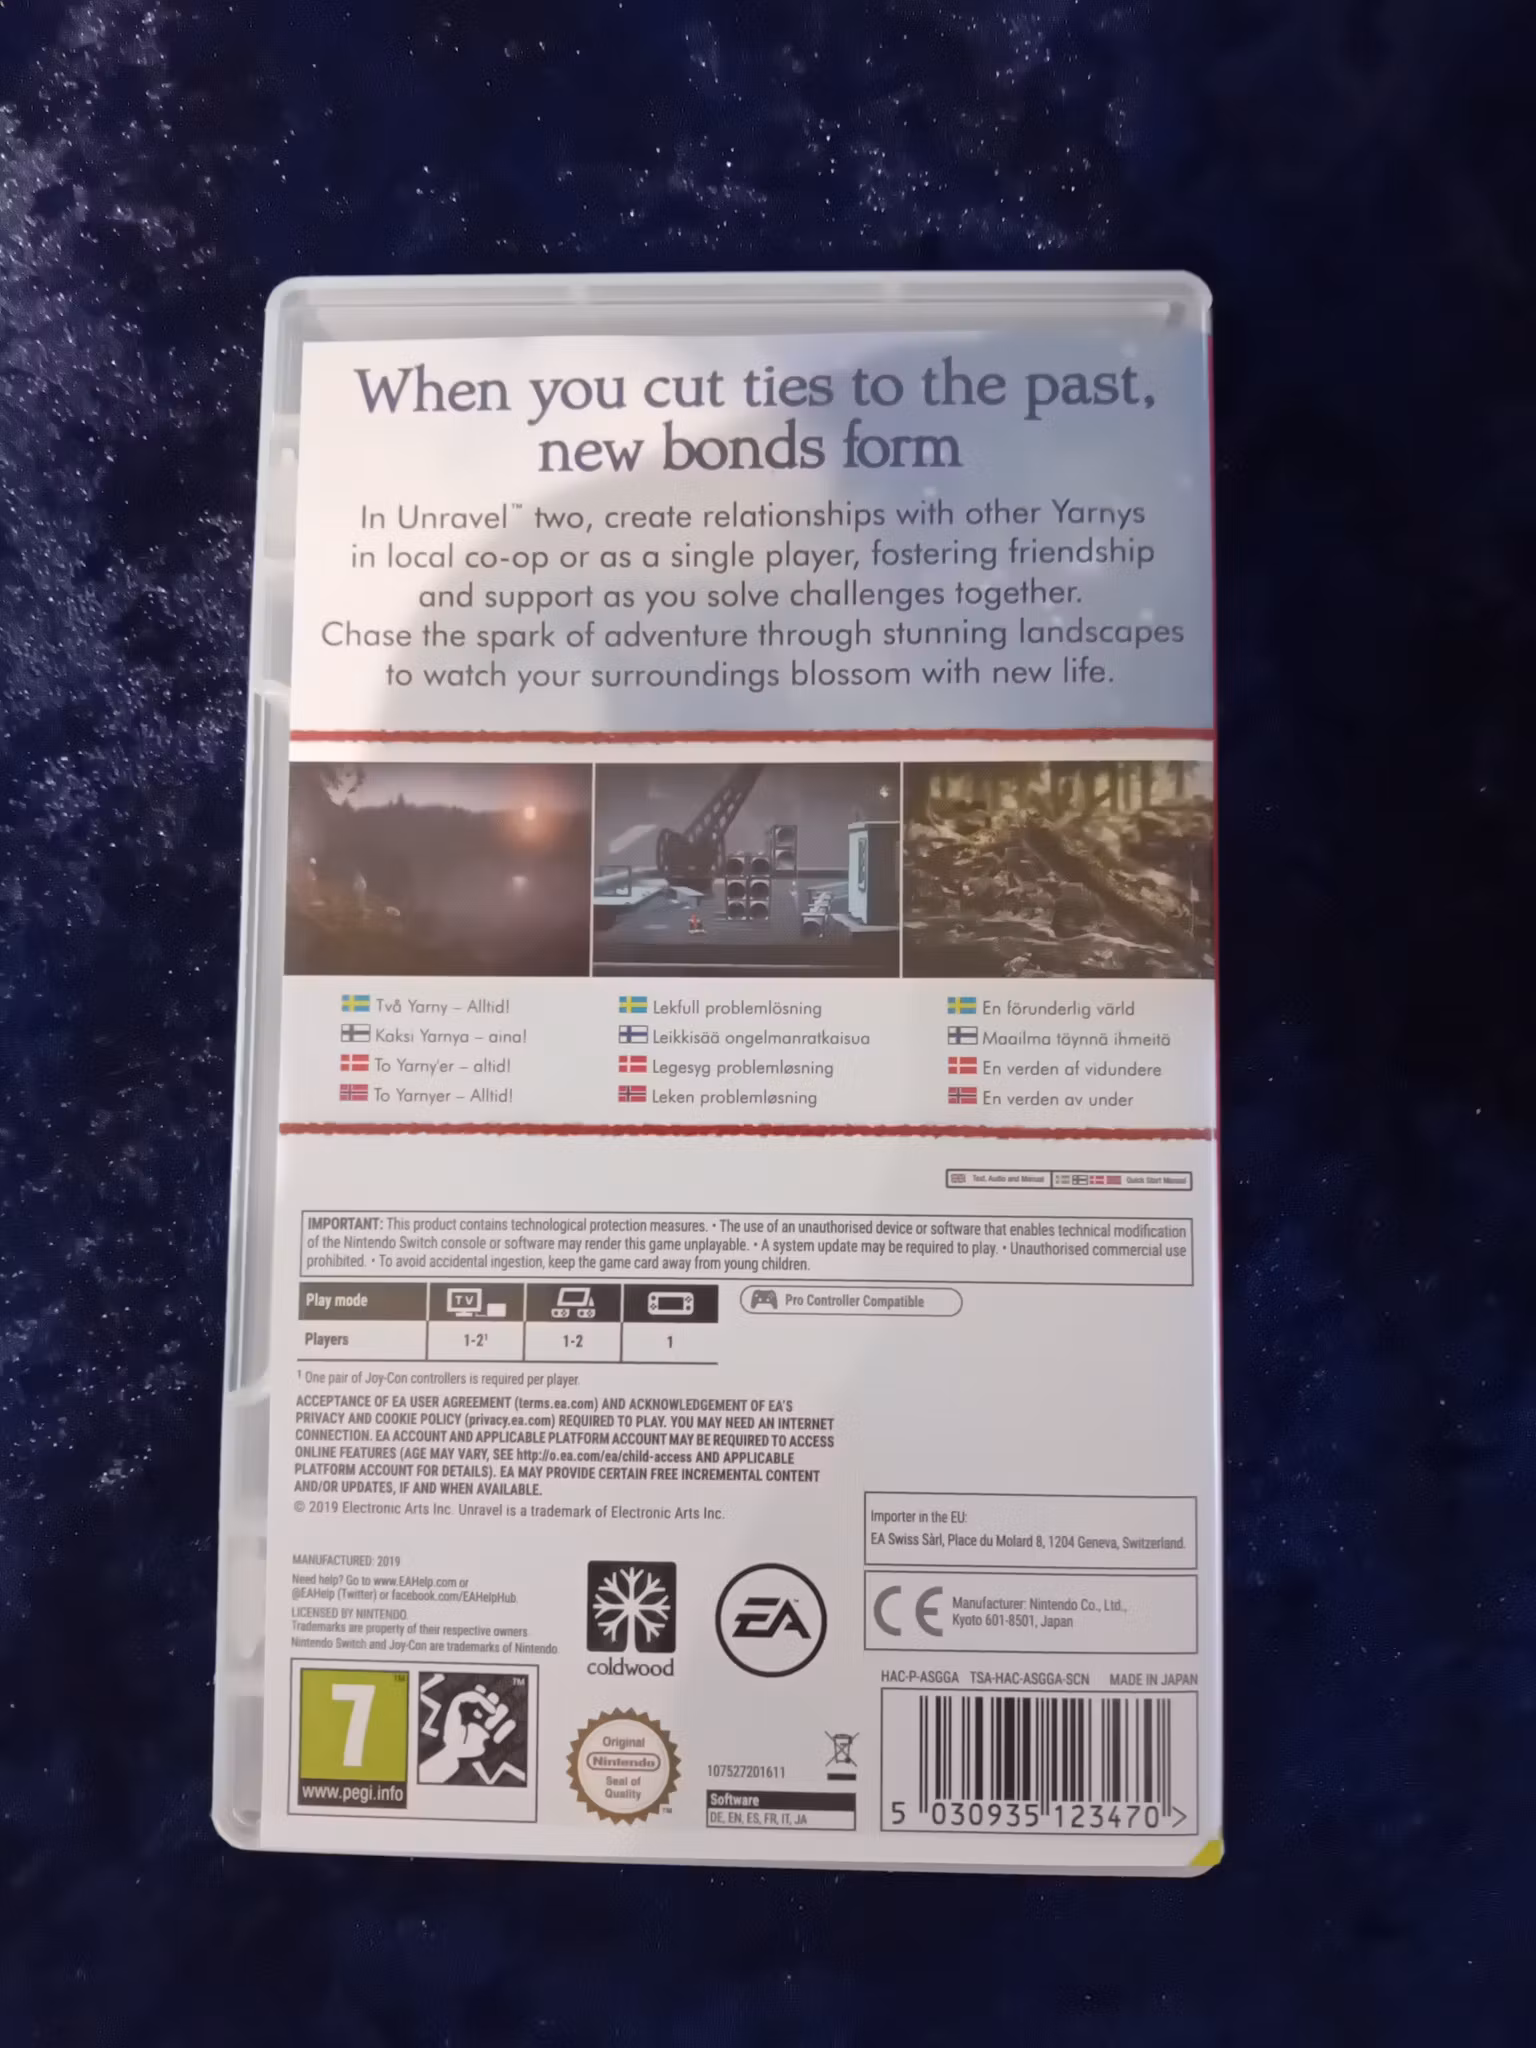 When you cut ties to the past,
new bonds form
In Unravel™ two, create relationships with other Yarnys
in local co-op or as a single player, fostering friendship
and support as you solve challenges together.
Chase the spark of adventure through stunning landscapes
to watch your surroundings blossom with new life.
Två Yarny – Alltid!
Kaksi Yarnya – aina!
To Yarny'er – altid!
To Yarnyer – Alltid!
Lekfull problemlösning
Leikkisää ongelmanratkaisua
Legesyg problemløsning
Leken problemløsning
En förunderlig värld
Maailma täynnä ihmeitä
En verden af vidundere
En verden av under
Text, Audio and Manual Quick Start Manual
IMPORTANT: This product contains technological protection measures. • The use of an unauthorised device or software that enables technical modification
of the Nintendo Switch console or software may render this game unplayable. • A system update may be required to play. • Unauthorised commercial use
prohibited. • To avoid accidental ingestion, keep the game card away from young children.
Play mode TV
Pro Controller Compatible
Players 1-2¹ 1-2 1
¹ One pair of Joy-Con controllers is required per player.
ACCEPTANCE OF EA USER AGREEMENT (terms.ea.com) AND ACKNOWLEDGEMENT OF EA'S
PRIVACY AND COOKIE POLICY (privacy.ea.com) REQUIRED TO PLAY. YOU MAY NEED AN INTERNET
CONNECTION. EA ACCOUNT AND APPLICABLE PLATFORM ACCOUNT MAY BE REQUIRED TO ACCESS
ONLINE FEATURES (AGE MAY VARY, SEE http://o.ea.com/ea/child-access AND APPLICABLE
PLATFORM ACCOUNT FOR DETAILS). EA MAY PROVIDE CERTAIN FREE INCREMENTAL CONTENT
AND/OR UPDATES, IF AND WHEN AVAILABLE.
© 2019 Electronic Arts Inc. Unravel is a trademark of Electronic Arts Inc.
Importer in the EU:
EA Swiss Sàrl, Place du Molard 8, 1204 Geneva, Switzerland.
MANUFACTURED: 2019
Need help? Go to www.EAHelp.com or
@EAHelp (Twitter) or facebook.com/EAHelpHub.
LICENSED BY NINTENDO.
Trademarks are property of their respective owners.
Nintendo Switch and Joy-Con are trademarks of Nintendo.
coldwood
EA™
CE
Manufacturer: Nintendo Co., Ltd.,
Kyoto 601-8501, Japan
HAC-P-ASGGA TSA-HAC-ASGGA-SCN MADE IN JAPAN
7™
www.pegi.info
™
Original
Nintendo
Seal of
Quality
™
107527201611
Software
DE, EN, ES, FR, IT, JA
5 030935 123470 >